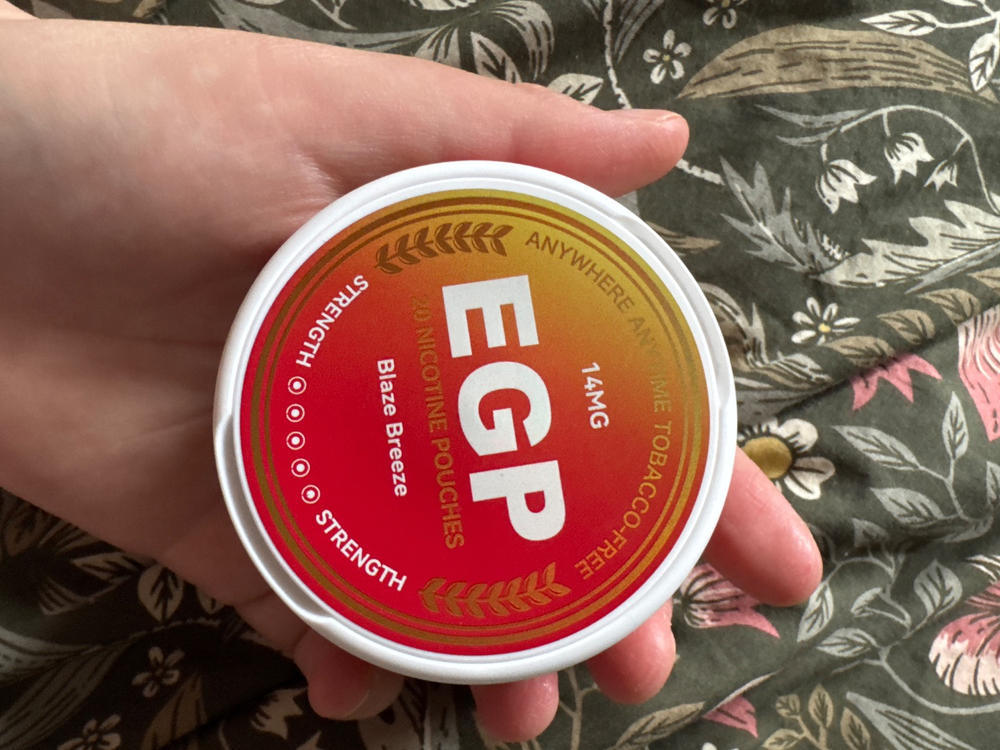 ANYWHERE ANYTIME TOBACCO-FREE
14MG
EGP
20 NICOTINE POUCHES
Blaze Breeze
STRENGTH STRENGTH